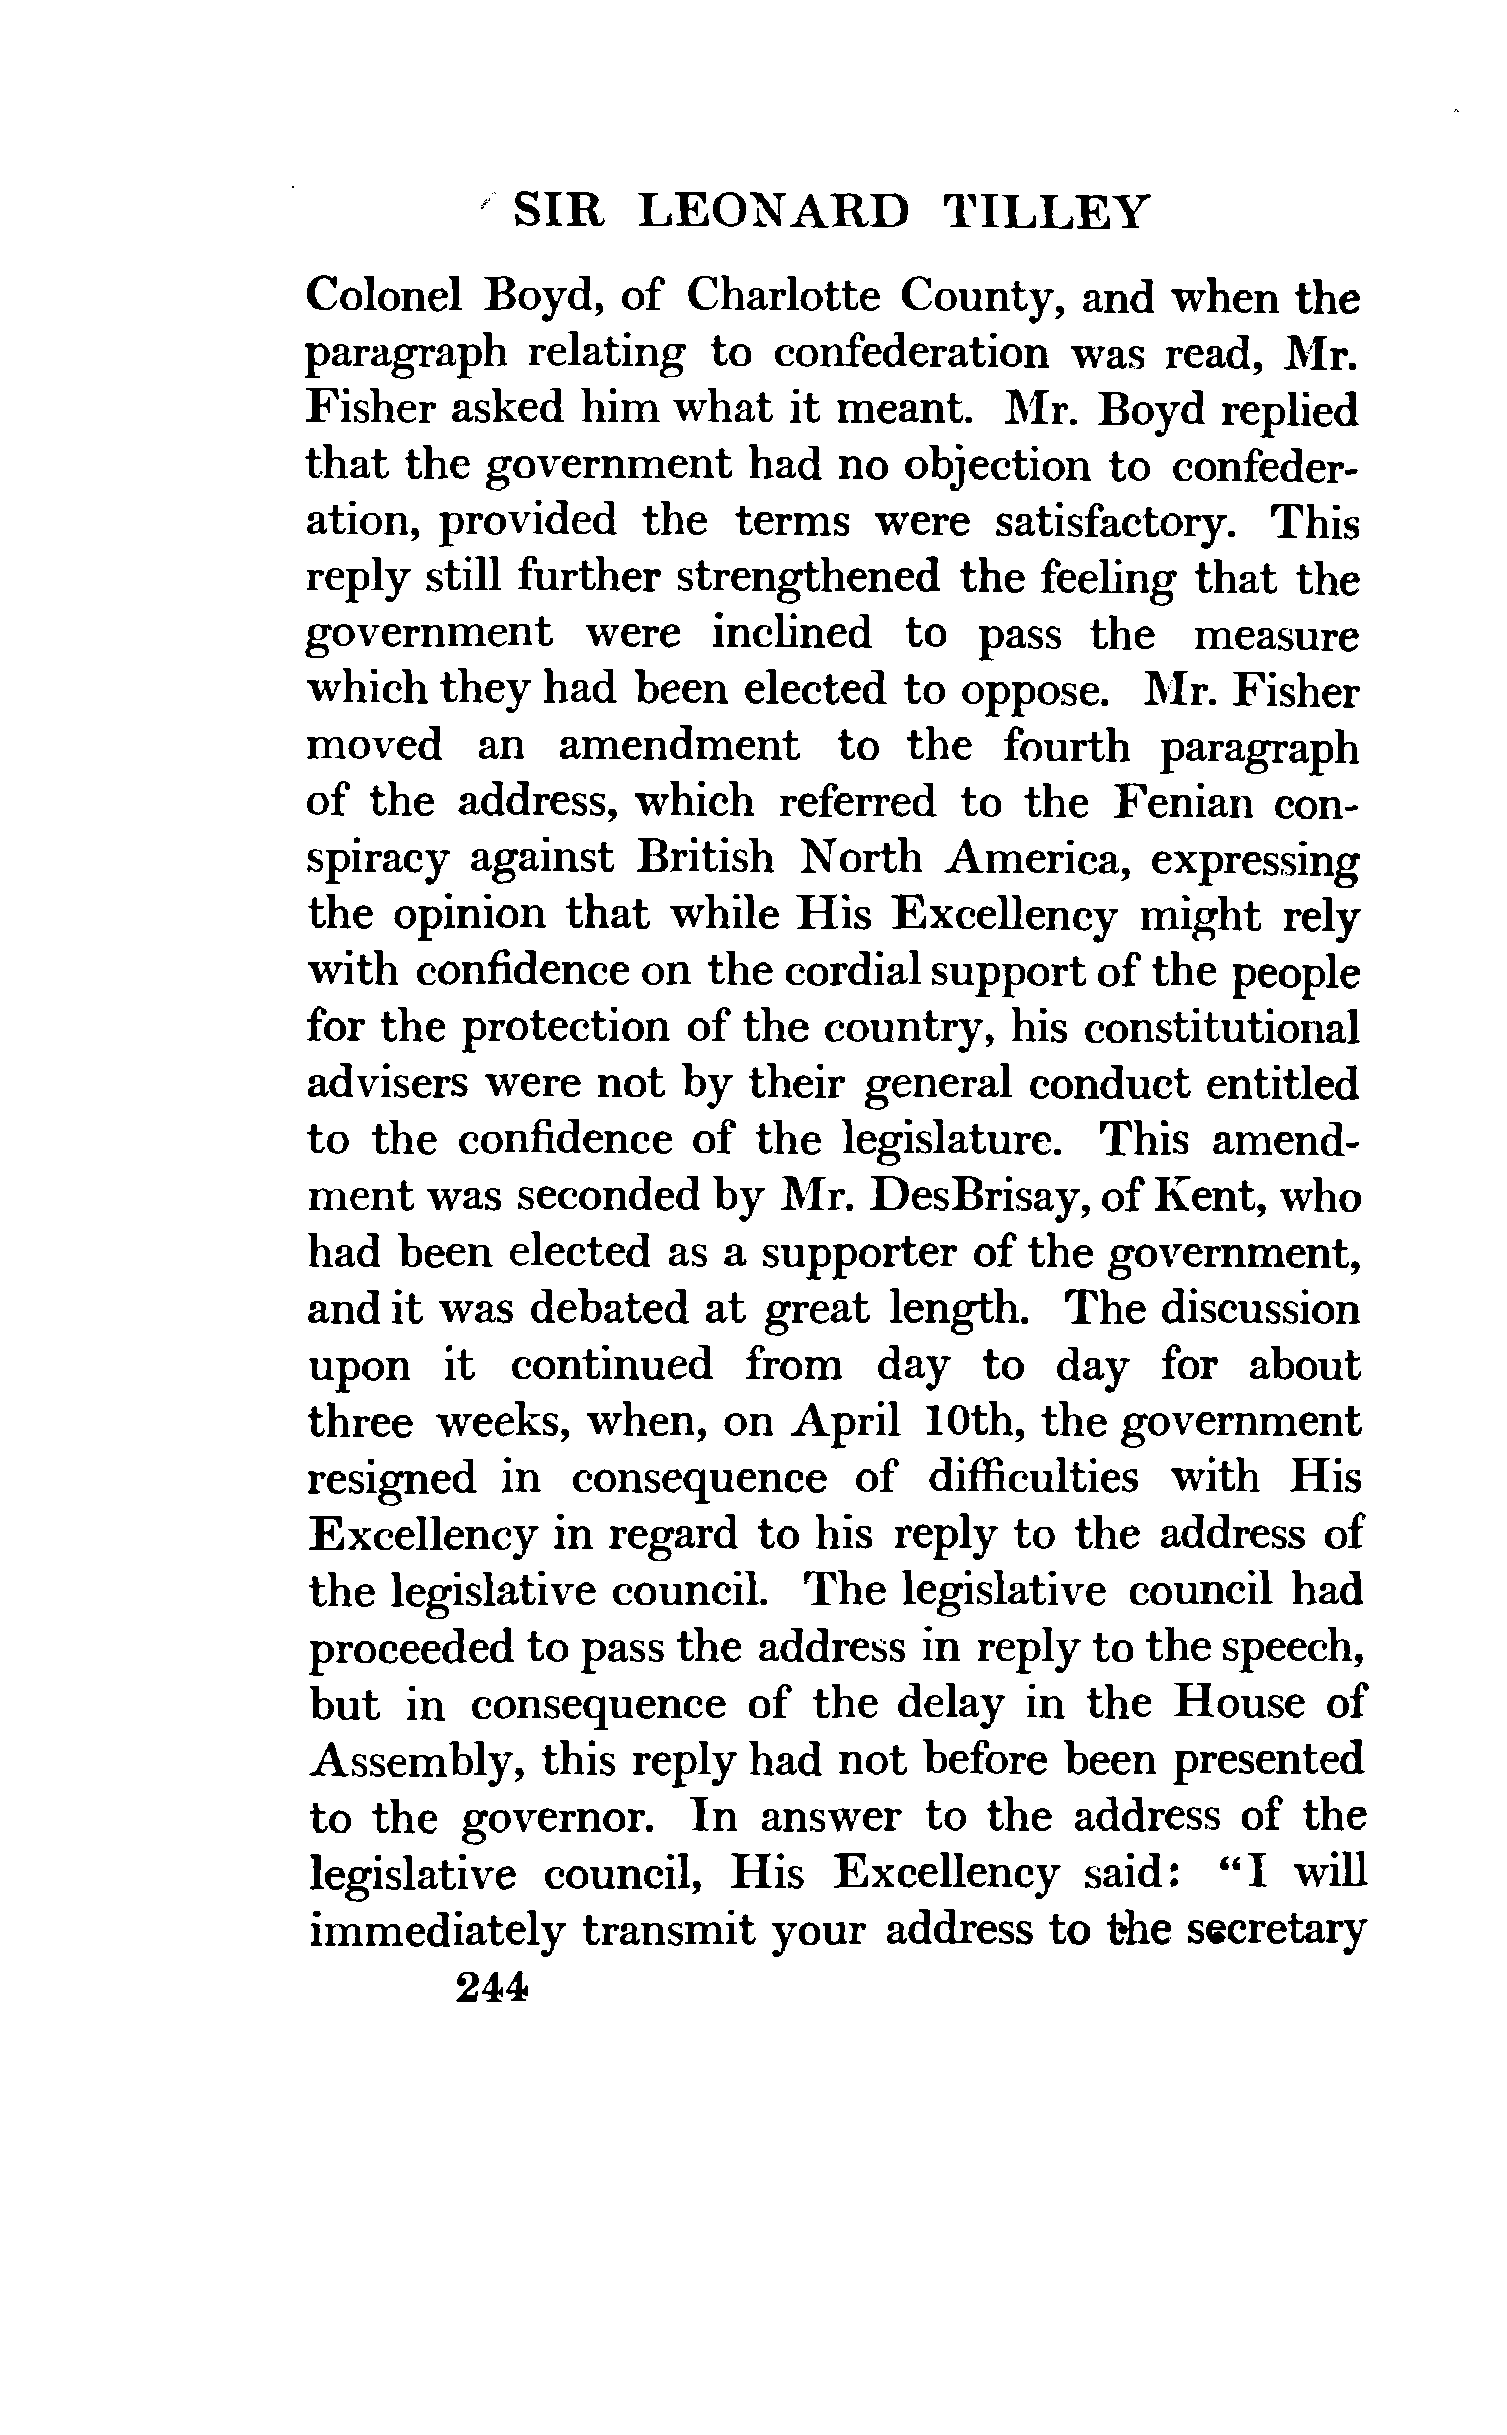 SIR LEONARD TILLEY
Colonel Boyd, of Charlotte County, and when the
paragraph relating to confederation was read, Mr.
Fisher asked him what it meant. Mr. Boyd replied
that the government had no objection to confeder-
ation, provided the terms were satisfactory. This
reply still further strengthened the feeling that the
government were inclined to pass the measure
which they had been elected to oppose. Mr. Fisher
moved an amendment to the fourth paragraph
of the address, which referred to the Fenian con-
spiracy against British North America, expressing
the opinion that while His Excellency might rely
with confidence on the cordial support of the people
for the protection of the country, his constitutional
advisers were not by their general conduct entitled
to the confidence of the legislature. This amend-
ment was seconded by Mr. DesBrisay, of Kent, who
had been elected as a supporter of the government,
and it was debated at great length. The discussion
upon it continued from day to day for about
three weeks, when, on April 10th, the government
resigned in consequence of difficulties with His
Excellency in regard to his reply to the address of
the legislative council. The legislative council had
proceeded to pass the address in reply to the speech,
but in consequence of the delay in the House of
Assembly, this reply had not before been presented
to the governor. In answer to the address of the
legislative council, His Excellency said: “I will
immediately transmit your address to the secretary
244